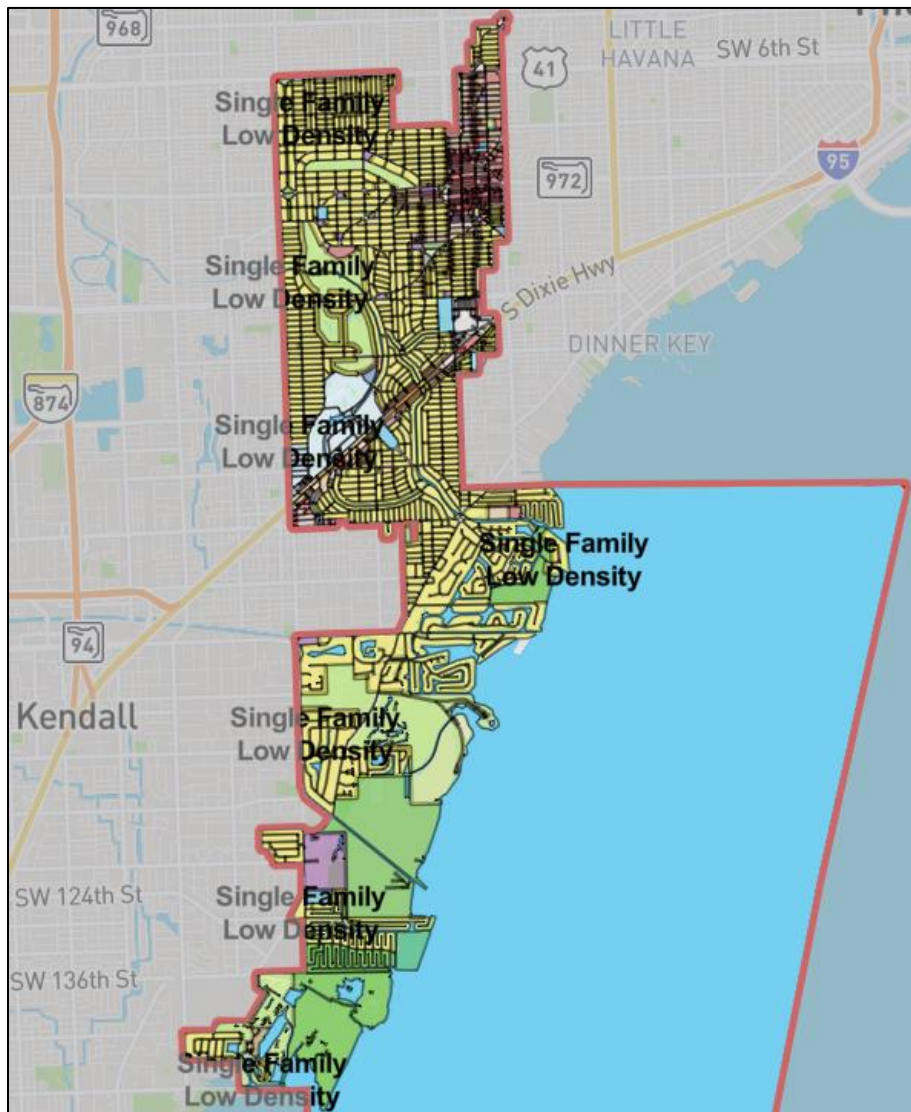 968
LITTLE
HAVANA
SW 6th St
41
Single Family
Low Density
95
972
Single Family
Low Density
S Dixie Hwy
DINNER KEY
874
Single Family
Low Density
Single Family
Low Density
94
Kendall
Single Family
Low Density
SW 124th St
Single Family
Low Density
SW 136th St
Single Family
Low Density